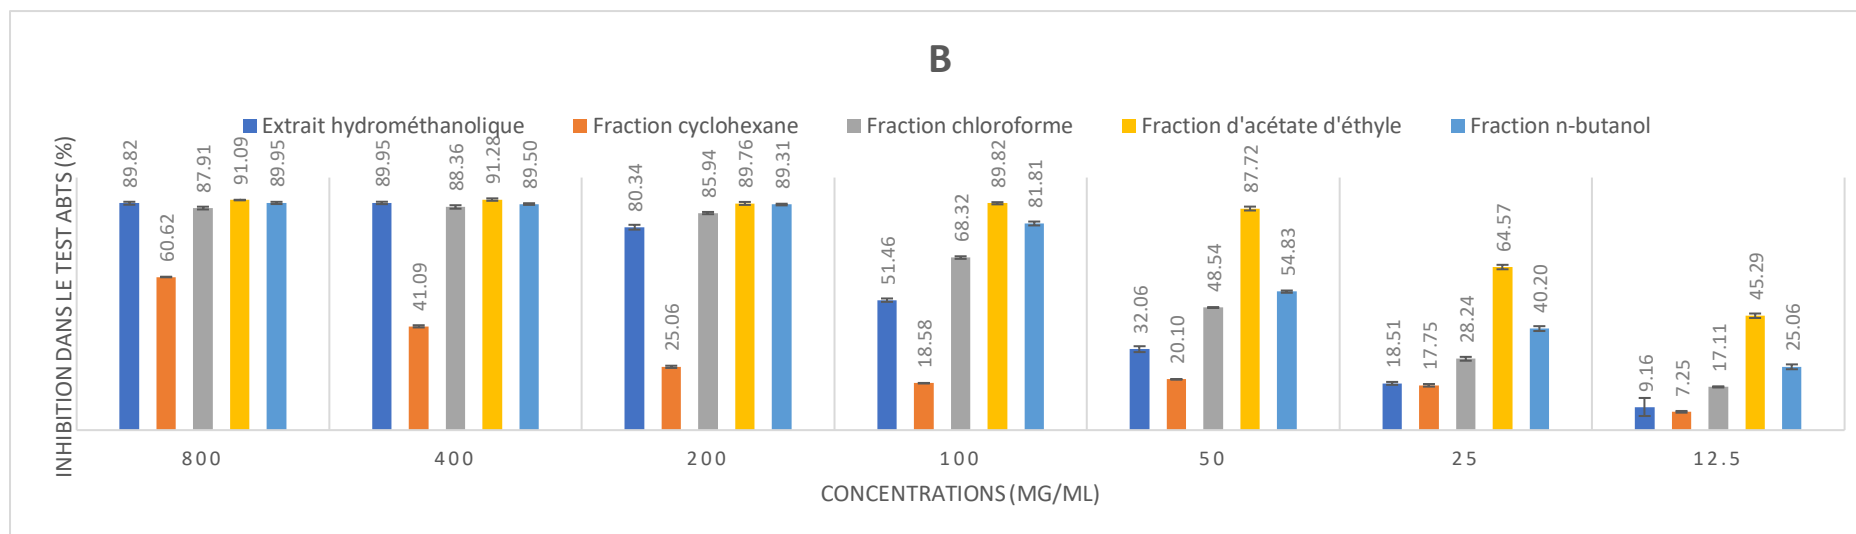 B
Extrait hydrométhanolique Fraction cyclohexane Fraction chloroforme Fraction d'acétate d'éthyle Fraction n-butanol
INHIBITION DANS LE TEST ABTS (%)
89.82 60.62 87.91 91.09 89.95
89.95 41.09 88.36 91.28 89.50
80.34 25.06 85.94 89.76 89.31
51.46 18.58 68.32 89.82 81.81
32.06 20.10 48.54 87.72 54.83
18.51 17.75 28.24 64.57 40.20
9.16 7.25 17.11 45.29 25.06
800 400 200 100 50 25 12.5
CONCENTRATIONS (MG/ML)